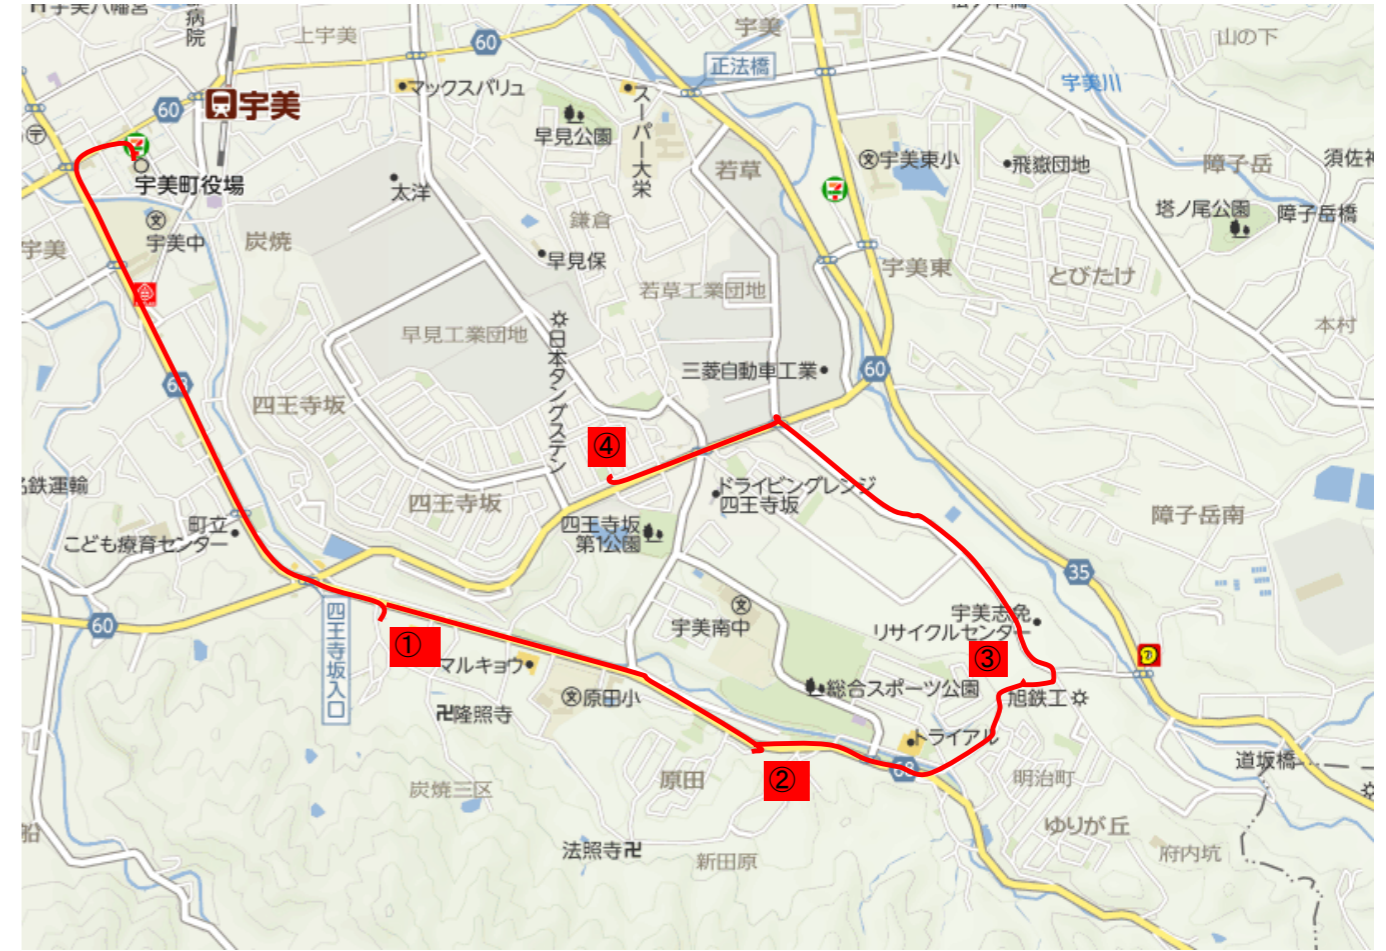 宇美八幡宮
病院
上宇美
60
宇美
正法橋
山の下
宇美川
マックスバリュ
スーパー大栄
早見公園
60
宇美
宇美町役場
宇美中
太洋
若草
宇美東小
飛嶽団地
障子岳
塔ノ尾公園
障子岳橋
鎌倉
早見保
宇美
炭焼
宇美東
とびたけ
若草工業団地
本村
早見工業団地
日本タングステン
三菱自動車工業
60
四王寺坂
④
名鉄運輸
四王寺坂
ドライビングレンジ
四王寺坂
町立
こども療育センター
四王寺坂
第1公園
障子岳南
35
60
四王寺坂入口
①
宇美南中
宇美志免
リサイクルセンター
③
マルキョウ
原田小
隆照寺
総合スポーツ公園
旭鉄工
トライアル
道坂橋
②
原田
明治町
炭焼三区
ゆりが丘
法照寺
新田原
府内坑